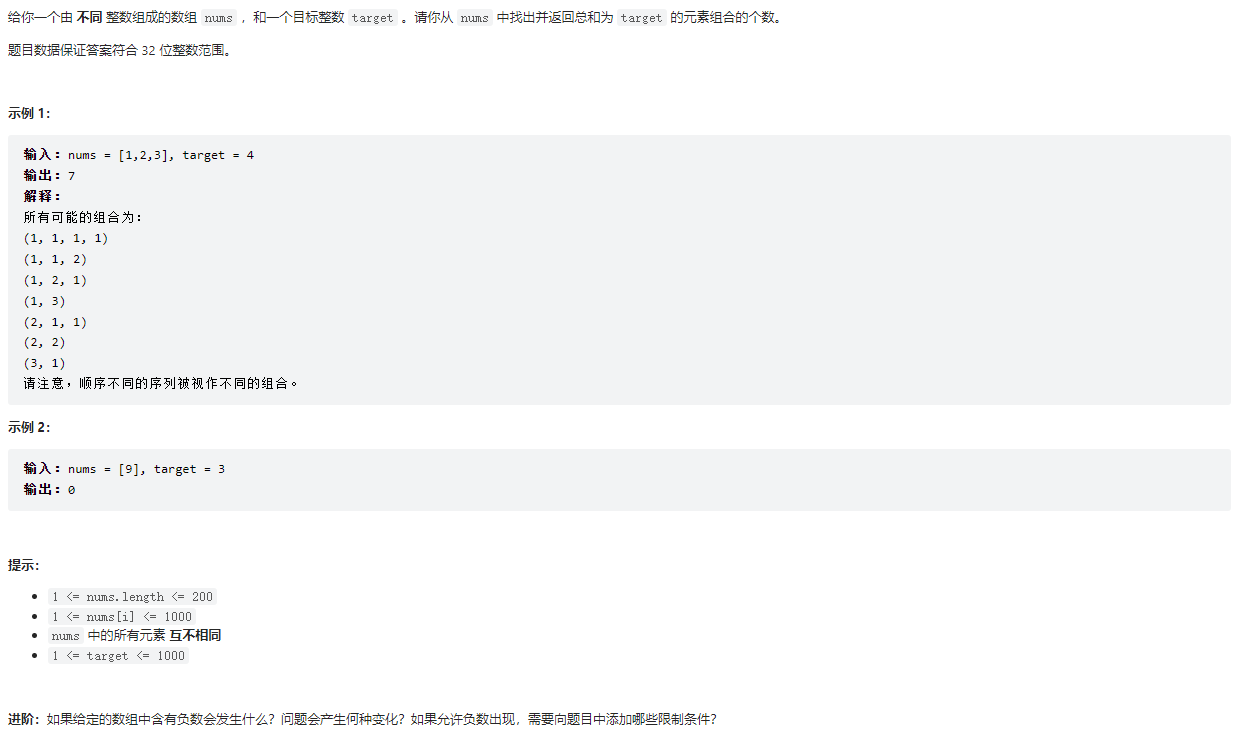 给你一个由 不同 整数组成的数组 nums ，和一个目标整数 target 。请你从 nums 中找出并返回总和为 target 的元素组合的个数。
题目数据保证答案符合 32 位整数范围。
示例 1：
输入：nums = [1,2,3], target = 4
输出：7
解释：
所有可能的组合为：
(1, 1, 1, 1)
(1, 1, 2)
(1, 2, 1)
(1, 3)
(2, 1, 1)
(2, 2)
(3, 1)
请注意，顺序不同的序列被视作不同的组合。
示例 2：
输入：nums = [9], target = 3
输出：0
提示：
1 <= nums.length <= 200
1 <= nums[i] <= 1000
nums 中的所有元素 互不相同
1 <= target <= 1000
进阶：如果给定的数组中含有负数会发生什么？问题会产生何种变化？如果允许负数出现，需要向题目中添加哪些限制条件？